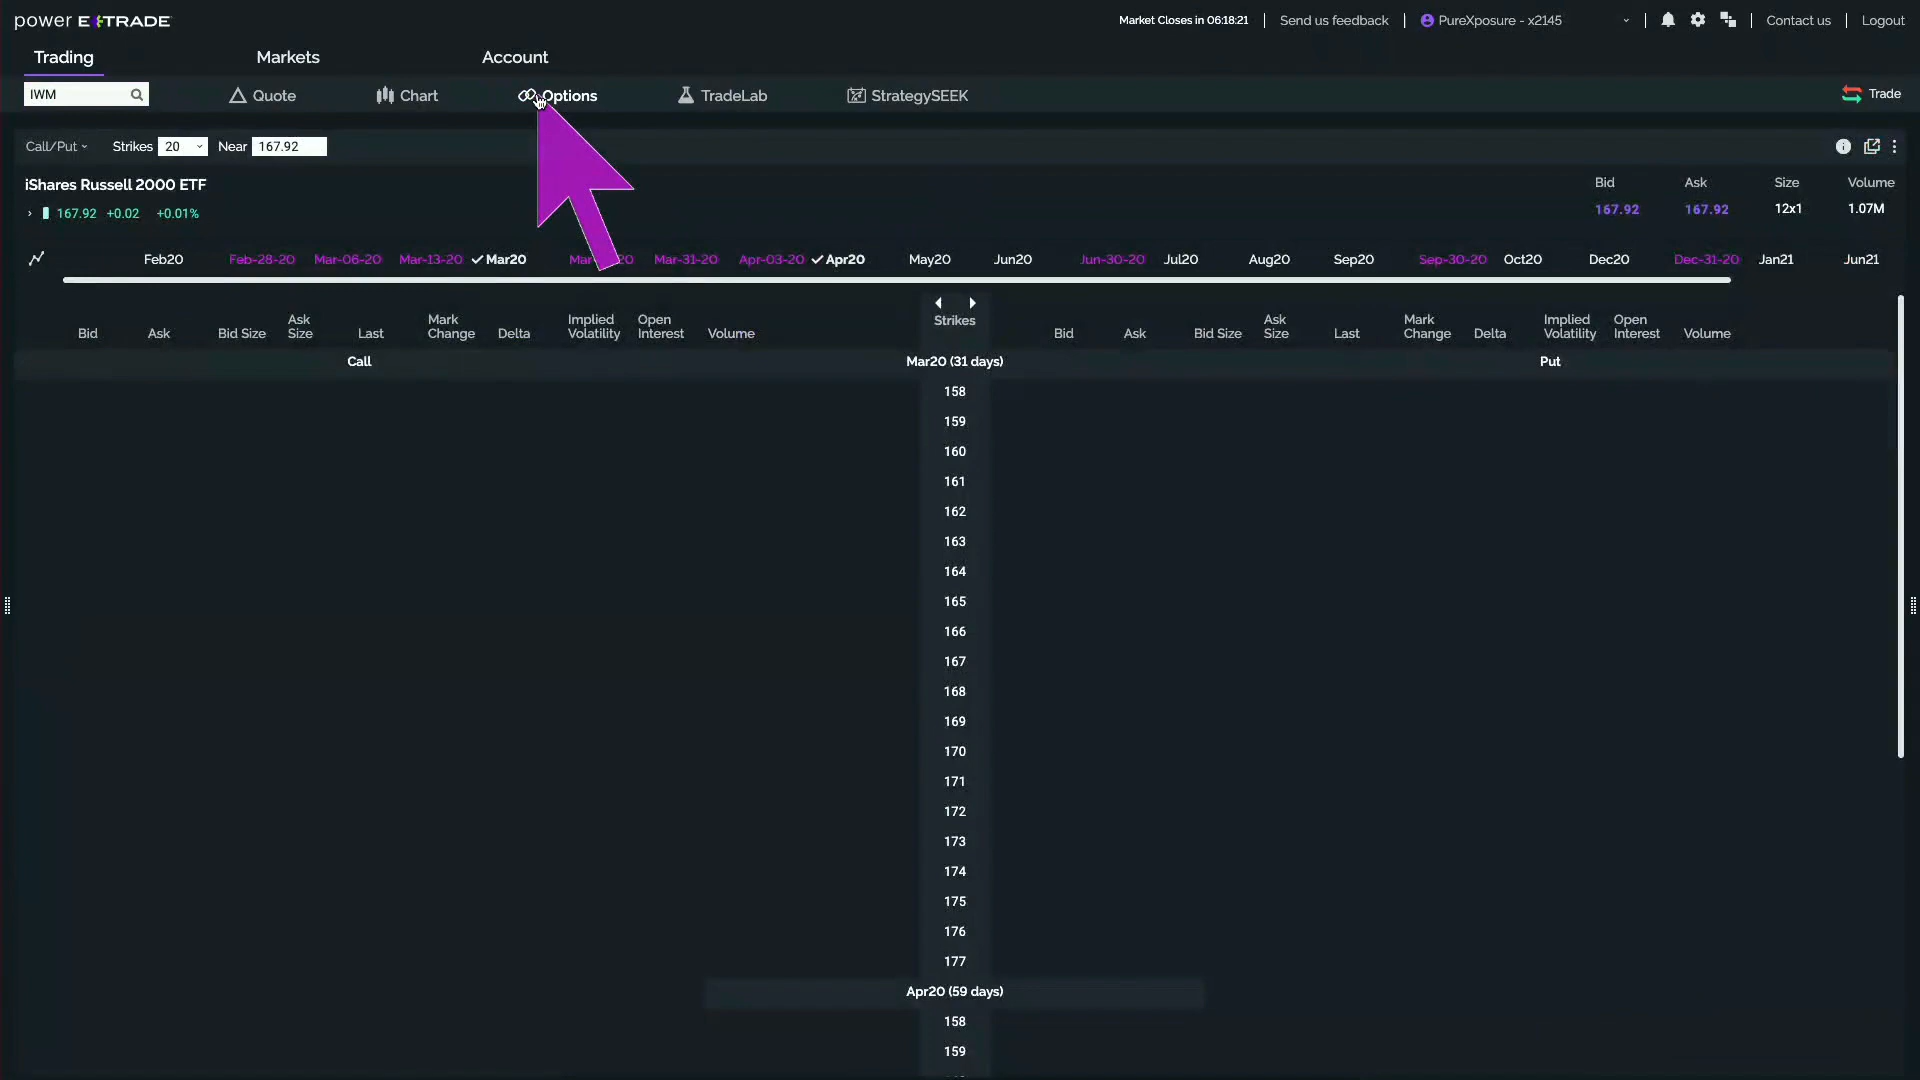 power E*TRADE
Market Closes in 06:18:21
Send us feedback
PureXposure - x2145
Contact us
Logout
Trading
Markets
Account
IWM
Quote
Chart
Options
TradeLab
StrategySEEK
Trade
Call/Put
Strikes 20
Near 167.92
iShares Russell 2000 ETF
Bid Ask Size Volume
167.92 +0.02 +0.01%
167.92 167.92 12x1 1.07M
Feb20 Feb-28-20 Mar-06-20 Mar-13-20 Mar20 Mar 20 Mar-31-20 Apr-03-20 Apr20 May20 Jun20 Jun-30-20 Jul20 Aug20 Sep20 Sep-30-20 Oct20 Dec20 Dec-31-20 Jan21 Jun21
Bid Ask Bid Size Ask Size Last Mark Change Delta Implied Volatility Open Interest Volume
Strikes
Bid Ask Bid Size Ask Size Last Mark Change Delta Implied Volatility Open Interest Volume
Call Mar20 (31 days) Put
158
159
160
161
162
163
164
165
166
167
168
169
170
171
172
173
174
175
176
177
Apr20 (59 days)
158
159